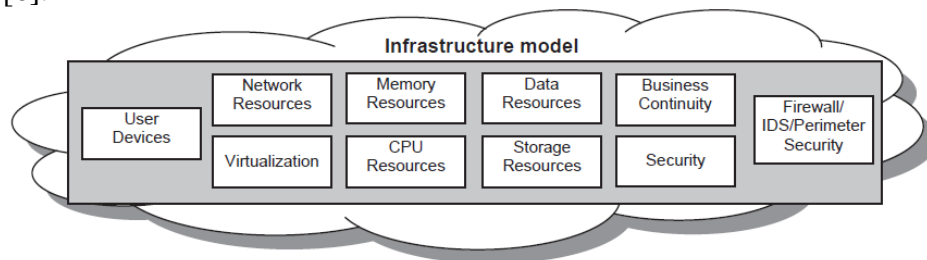 [6].
Infrastructure model
User
Devices
Network
Resources
Memory
Resources
Data
Resources
Business
Continuity
Firewall/
IDS/Perimeter
Security
Virtualization
CPU
Resources
Storage
Resources
Security